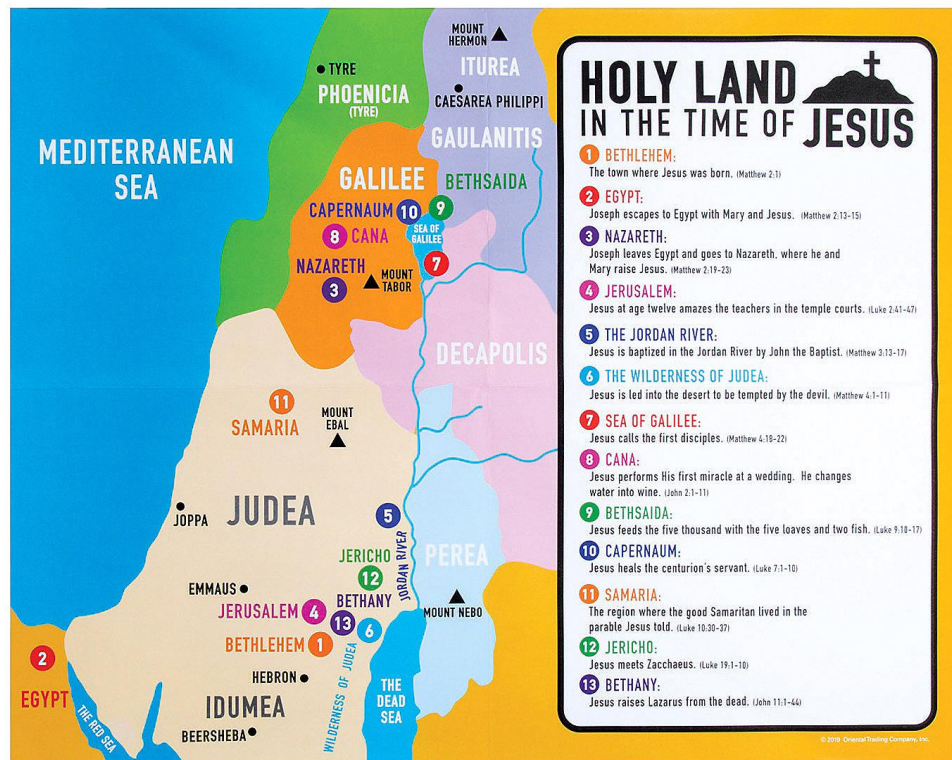 MOUNT
HERMON
ITUREA
TYRE
PHOENICIA
(TYRE)
CAESAREA PHILIPPI
GAULANITIS
MEDITERRANEAN
SEA
GALILEE
BETHSAIDA
9
CAPERNAUM 10
SEA OF
GALILEE
8 CANA
7
NAZARETH
3
MOUNT
TABOR
DECAPOLIS
11
SAMARIA
MOUNT
EBAL
JOPPA
JUDEA
5
JORDAN RIVER
PEREA
JERICHO
12
EMMAUS
BETHANY
13
MOUNT NEBO
JERUSALEM 4
6
BETHLEHEM 1
WILDERNESS OF JUDEA
2
EGYPT
HEBRON
THE
DEAD
SEA
IDUMEA
THE RED SEA
BEERSHEBA
HOLY LAND
IN THE TIME OF JESUS
1 BETHLEHEM:
The town where Jesus was born. (Matthew 2:1)
2 EGYPT:
Joseph escapes to Egypt with Mary and Jesus. (Matthew 2:13-15)
3 NAZARETH:
Joseph leaves Egypt and goes to Nazareth, where he and
Mary raise Jesus. (Matthew 2:19-23)
4 JERUSALEM:
Jesus at age twelve amazes the teachers in the temple courts. (Luke 2:41-47)
5 THE JORDAN RIVER:
Jesus is baptized in the Jordan River by John the Baptist. (Matthew 3:13-17)
6 THE WILDERNESS OF JUDEA:
Jesus is led into the desert to be tempted by the devil. (Matthew 4:1-11)
7 SEA OF GALILEE:
Jesus calls the first disciples. (Matthew 4:18-22)
8 CANA:
Jesus performs His first miracle at a wedding. He changes
water into wine. (John 2:1-11)
9 BETHSAIDA:
Jesus feeds the five thousand with the five loaves and two fish. (Luke 9:10-17)
10 CAPERNAUM:
Jesus heals the centurion's servant. (Luke 7:1-10)
11 SAMARIA:
The region where the good Samaritan lived in the
parable Jesus told. (Luke 10:30-37)
12 JERICHO:
Jesus meets Zacchaeus. (Luke 19:1-10)
13 BETHANY:
Jesus raises Lazarus from the dead. (John 11:1-44)
© 2019 Oriental Trading Company, Inc.